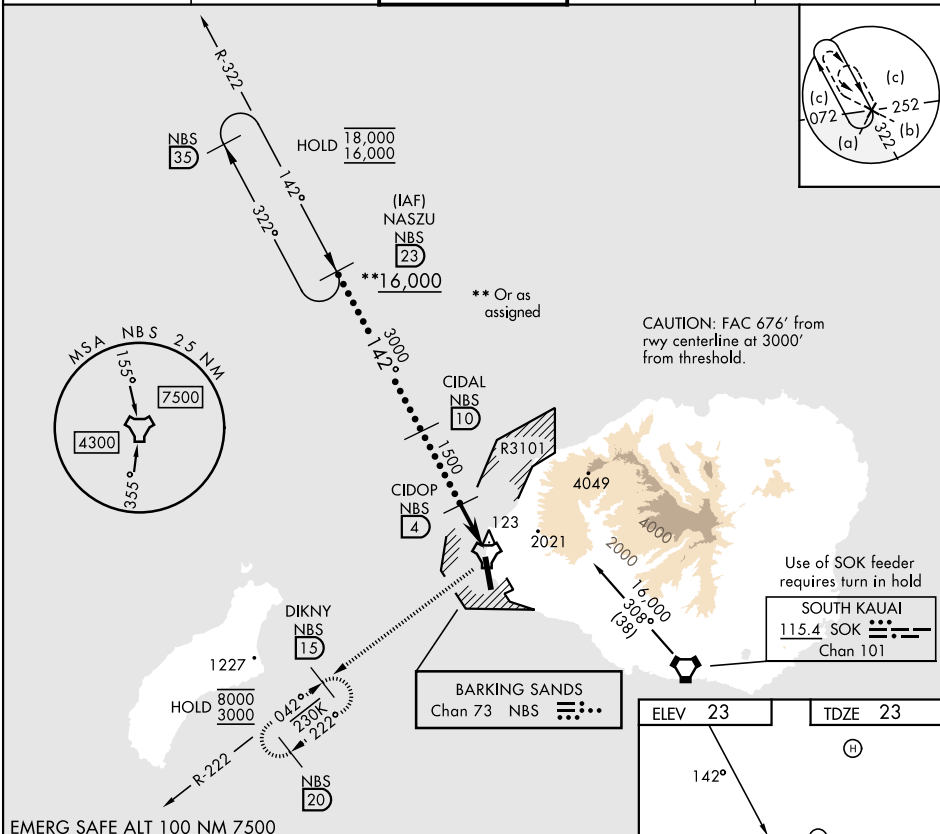 R-322
NBS
35
HOLD 18,000
16,000
142°
322°
(IAF)
NASZU
NBS
23
**16,000
** Or as
assigned
(c)
(c)
072
252
322
(a)
(b)
MSA NBS 25 NM
155°
7500
4300
355°
3000
142°
CIDAL
NBS
10
1500
CIDOP
NBS
4
CAUTION: FAC 676' from
rwy centerline at 3000'
from threshold.
R3101
4049
123
2021
2000
4000
Use of SOK feeder
requires turn in hold
16,000
308°
(38)
SOUTH KAUAI
115.4 SOK
Chan 101
DIKNY
NBS
15
1227
HOLD 8000
3000
042°
230K
222°
R-222
NBS
20
BARKING SANDS
Chan 73 NBS
ELEV 23
TDZE 23
H
142°
EMERG SAFE ALT 100 NM 7500